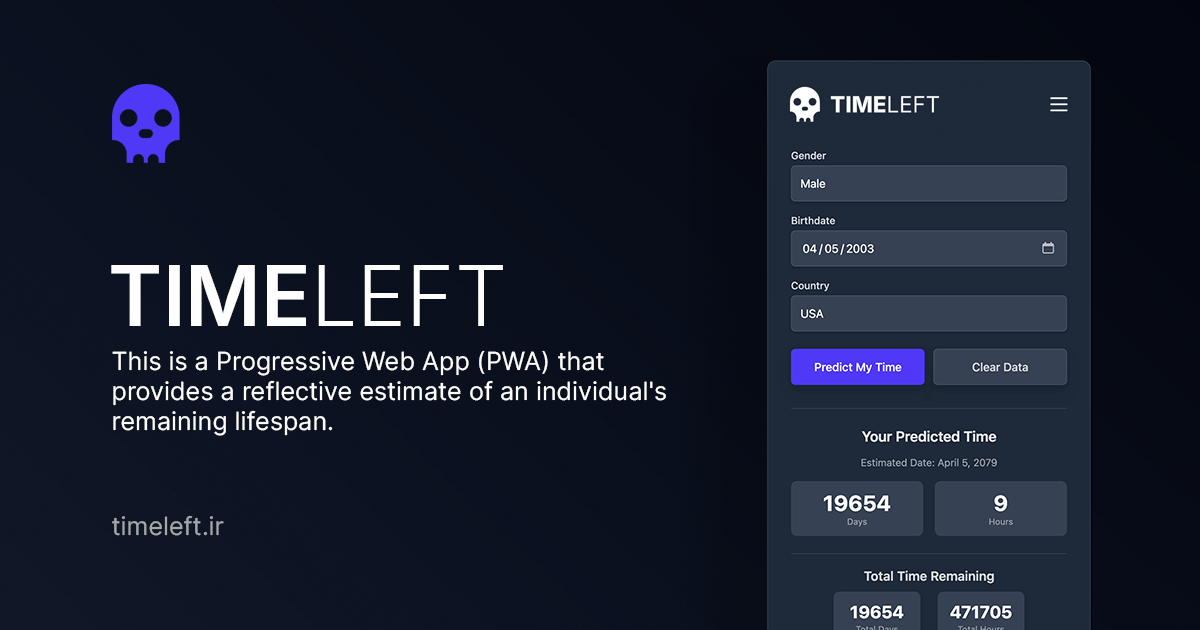 TIMELEFT
This is a Progressive Web App (PWA) that
provides a reflective estimate of an individual's
remaining lifespan.
timeleft.ir
TIMELEFT
Gender
Male
Birthdate
04/05/2003
Country
USA
Predict My Time
Clear Data
Your Predicted Time
Estimated Date: April 5, 2079
19654
Days
9
Hours
Total Time Remaining
19654
Total Days
471705
Total Hours